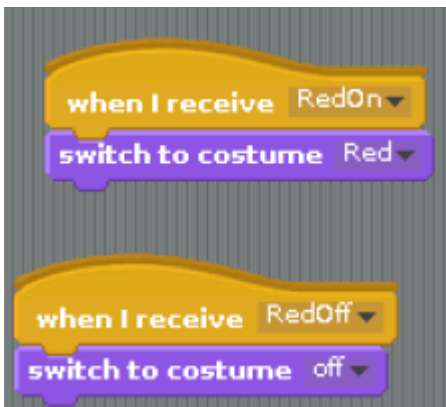 when I receive RedOn
switch to costume Red
when I receive RedOff
switch to costume off